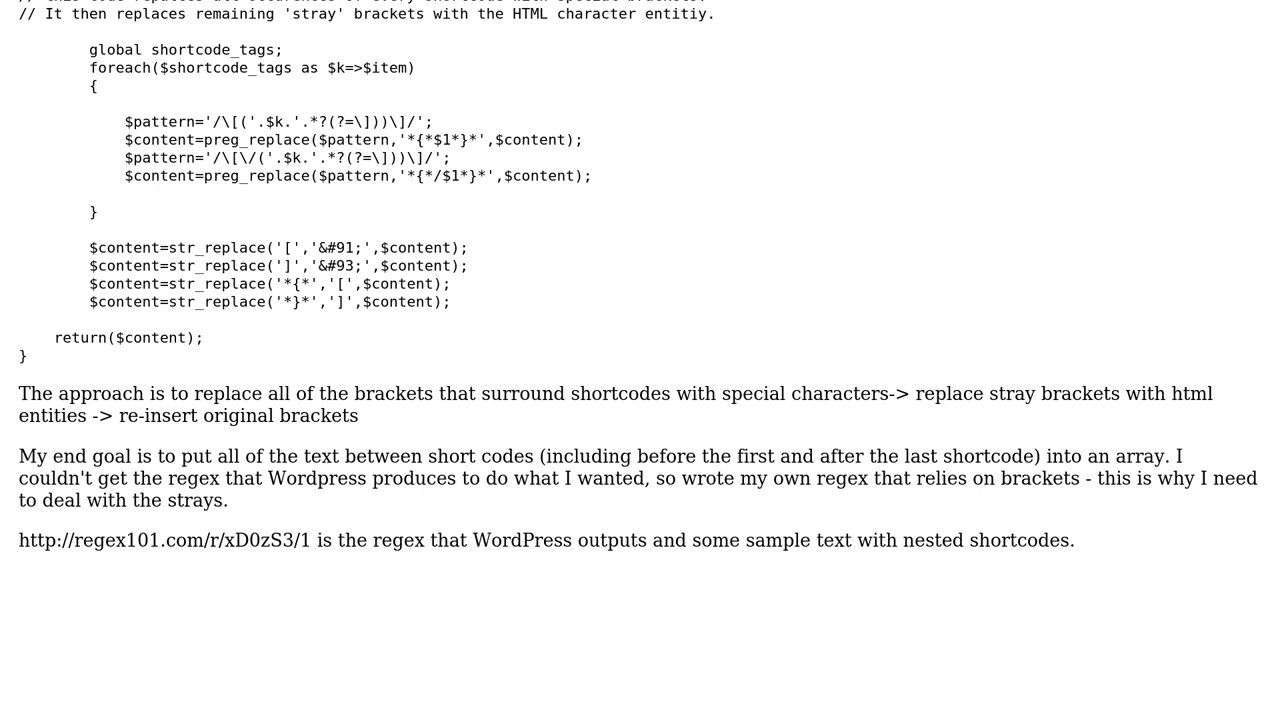 // It then replaces remaining 'stray' brackets with the HTML character entitiy.
global shortcode_tags;
foreach($shortcode_tags as $k=>$item)
{
$pattern='/\[('.$k.'.*?(?=\]))\]/';
$content=preg_replace($pattern,'*{*$1*}*',$content);
$pattern='/\[\/('.$k.'.*?(?=\]))\]/';
$content=preg_replace($pattern,'*{*/$1*}*',$content);
}
$content=str_replace('[','&#91;',$content);
$content=str_replace(']','&#93;',$content);
$content=str_replace('*{*','[',$content);
$content=str_replace('*}*',']',$content);
return($content);
}
The approach is to replace all of the brackets that surround shortcodes with special characters-> replace stray brackets with html
entities -> re-insert original brackets
My end goal is to put all of the text between short codes (including before the first and after the last shortcode) into an array. I
couldn't get the regex that Wordpress produces to do what I wanted, so wrote my own regex that relies on brackets - this is why I need
to deal with the strays.
http://regex101.com/r/xD0zS3/1 is the regex that WordPress outputs and some sample text with nested shortcodes.